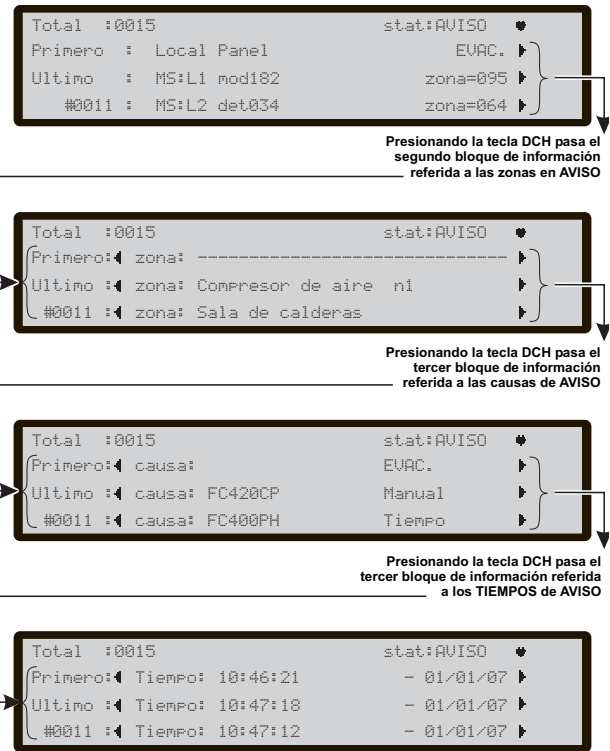 Total :0015 stat:AVISO
Primero : Local Panel EVAC.
Ultimo : MS:L1 mod182 zona=095
#0011 : MS:L2 det034 zona=064
Presionando la tecla DCH pasa el
segundo bloque de información
referida a las zonas en AVISO
Total :0015 stat:AVISO
Primero: zona: --------------------------------
Ultimo : zona: Compresor de aire n1
#0011 : zona: Sala de calderas
Presionando la tecla DCH pasa el
tercer bloque de información
referida a las causas de AVISO
Total :0015 stat:AVISO
Primero: causa: EVAC.
Ultimo : causa: FC420CP Manual
#0011 : causa: FC400PH Tiempo
Presionando la tecla DCH pasa el
tercer bloque de información referida
a los TIEMPOS de AVISO
Total :0015 stat:AVISO
Primero: Tiempo: 10:46:21 - 01/01/07
Ultimo : Tiempo: 10:47:18 - 01/01/07
#0011 : Tiempo: 10:47:12 - 01/01/07